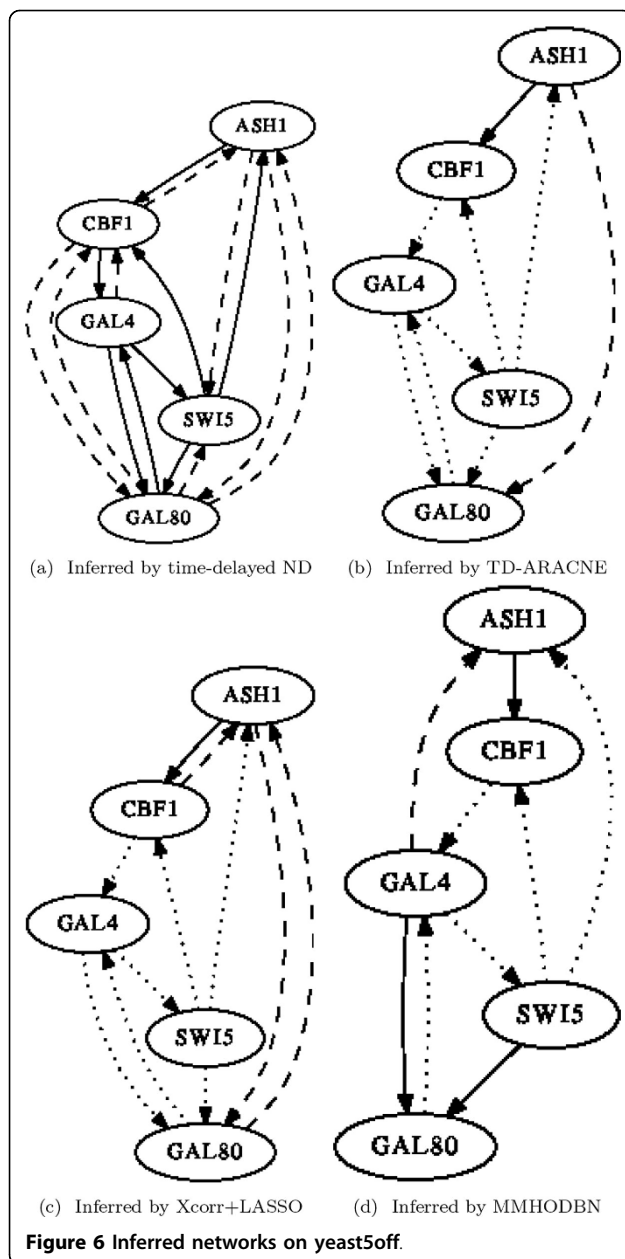 ASH1
CBF1
GAL4
SWI5
GAL80
(a) Inferred by time-delayed ND
ASH1
CBF1
GAL4
SWI5
GAL80
(b) Inferred by TD-ARACNE
ASH1
CBF1
GAL4
SWI5
GAL80
(c) Inferred by Xcorr+LASSO
ASH1
CBF1
GAL4
SWI5
GAL80
(d) Inferred by MMHODBN
Figure 6 Inferred networks on yeast5off.